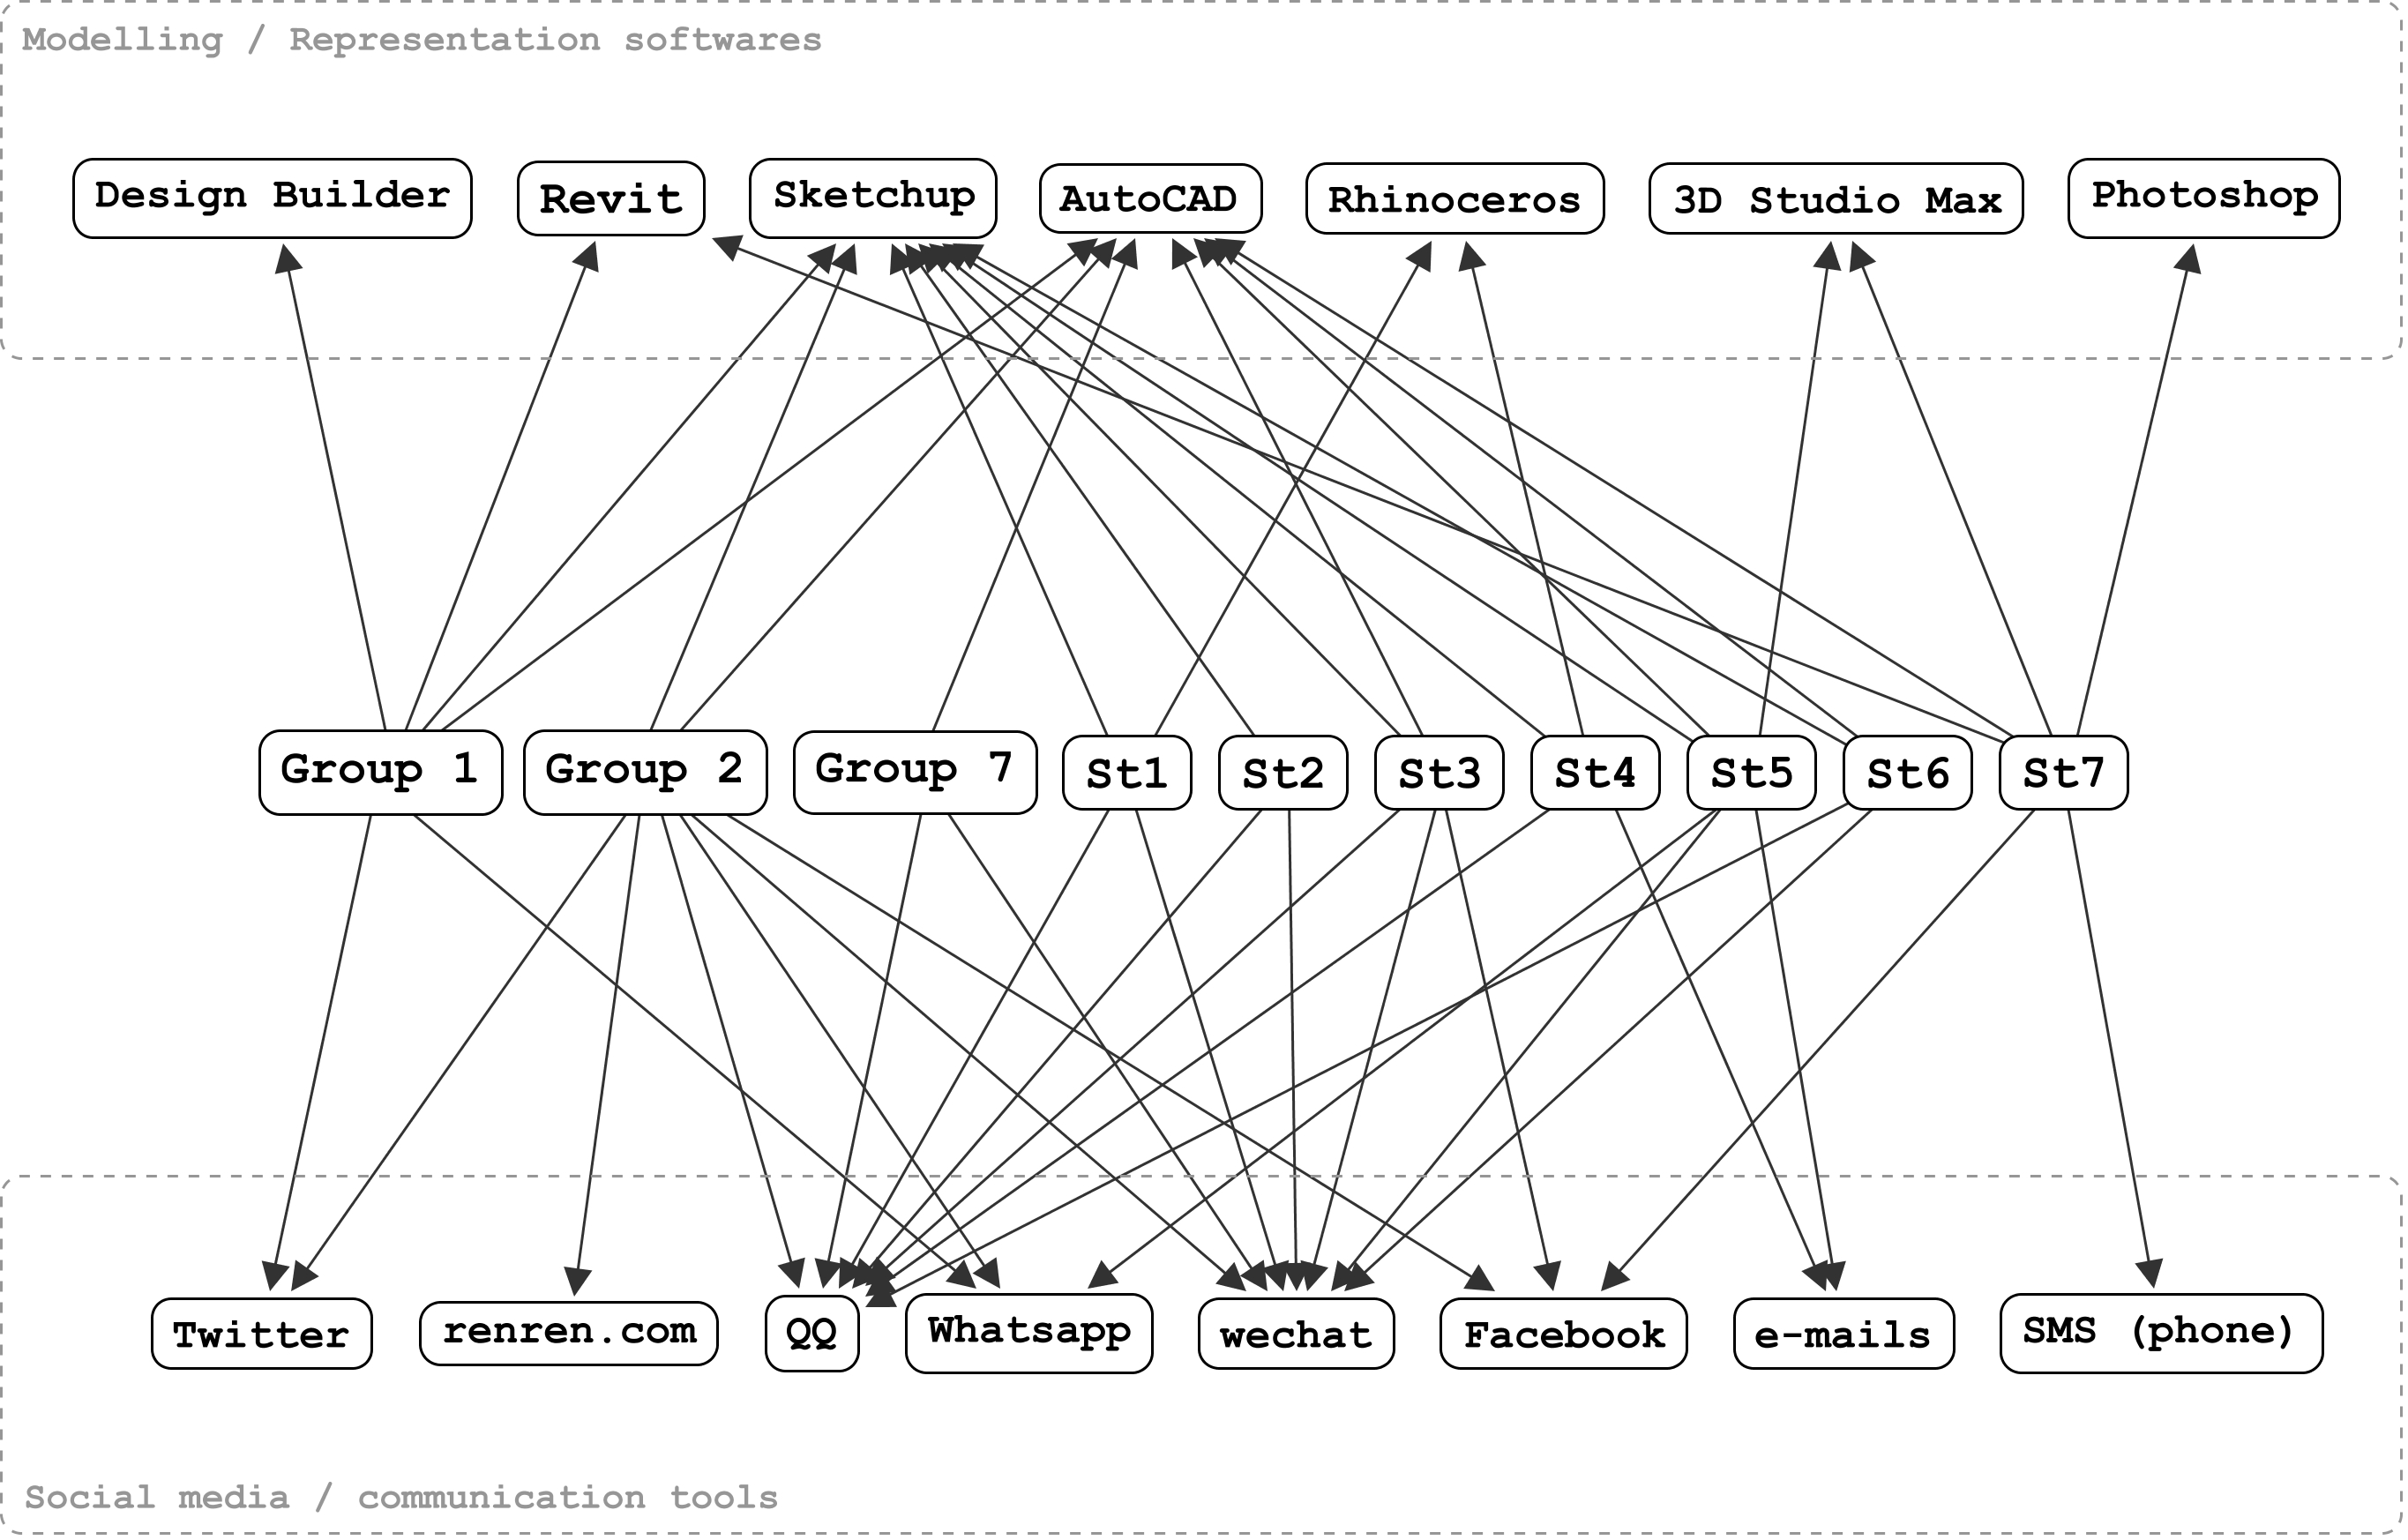 Modelling / Representation softwares
Design Builder
Revit
Sketchup
AutoCAD
Rhinoceros
3D Studio Max
Photoshop
Group 1
Group 2
Group 7
St1
St2
St3
St4
St5
St6
St7
Twitter
renren.com
QQ
Whatsapp
wechat
Facebook
e-mails
SMS (phone)
Social media / communication tools